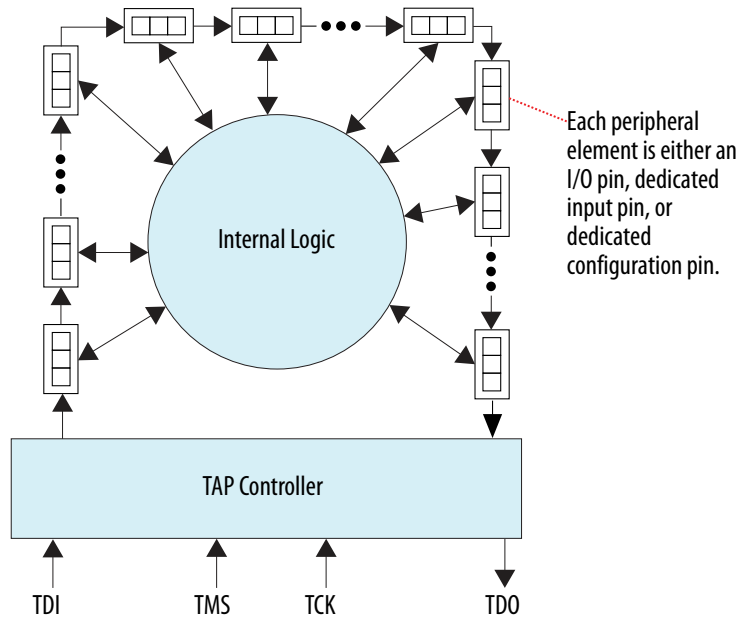 Each peripheral
element is either an
I/O pin, dedicated
input pin, or
dedicated
configuration pin.
Internal Logic
TAP Controller
TDI
TMS
TCK
TDO